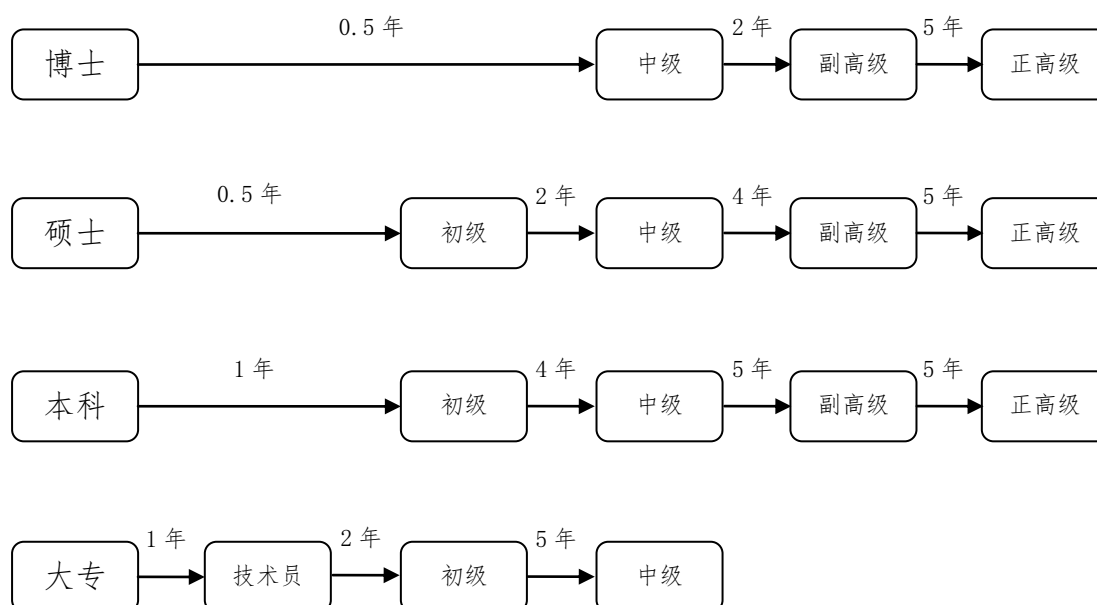 0.5 年 2 年 5 年
博士 中级 副高级 正高级
0.5 年 2 年 4 年 5 年
硕士 初级 中级 副高级 正高级
1 年 4 年 5 年 5 年
本科 初级 中级 副高级 正高级
1 年 2 年 5 年
大专 技术员 初级 中级